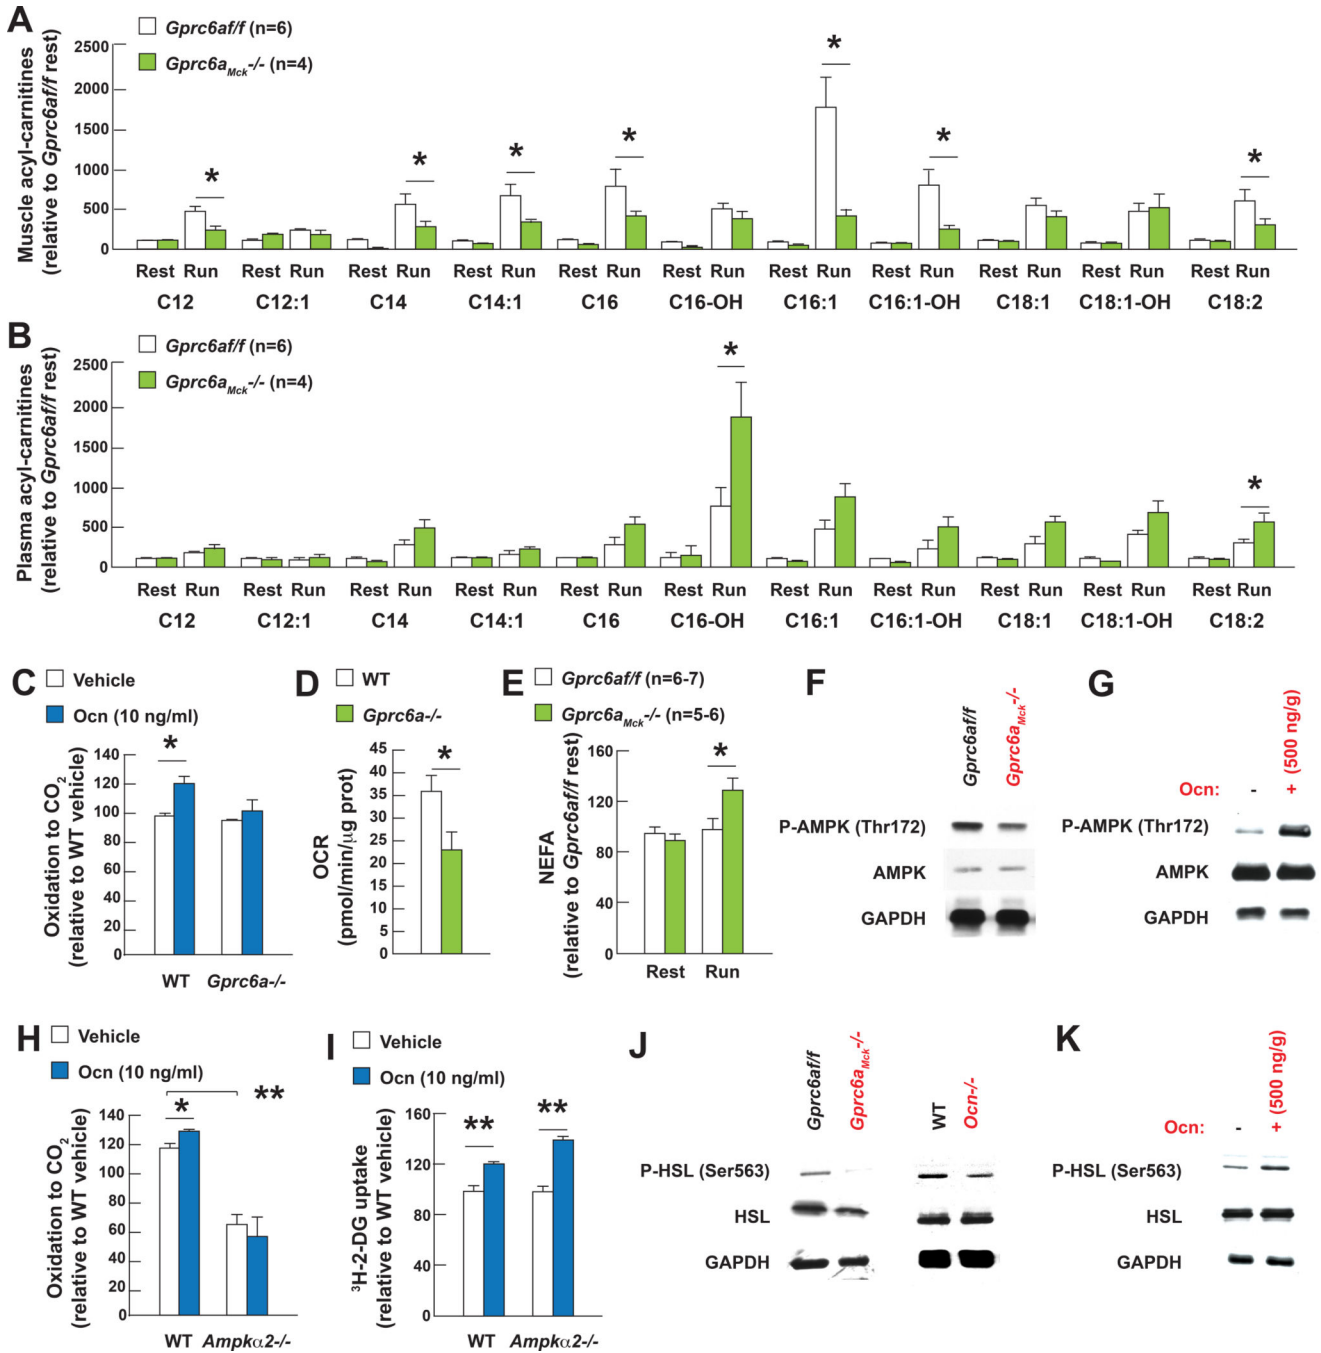 A
Gprc6af/f (n=6)
Gprc6aMck-/- (n=4)
Muscle acyl-carnitines
(relative to Gprc6af/f rest)
2500
2000
1500
1000
500
0
Rest Run Rest Run Rest Run Rest Run Rest Run Rest Run Rest Run Rest Run Rest Run Rest Run Rest Run
C12 C12:1 C14 C14:1 C16 C16-OH C16:1 C16:1-OH C18:1 C18:1-OH C18:2
* * * * * * *
B
Gprc6af/f (n=6)
Gprc6aMck-/- (n=4)
Plasma acyl-carnitines
(relative to Gprc6af/f rest)
2500
2000
1500
1000
500
0
* *
Rest Run Rest Run Rest Run Rest Run Rest Run Rest Run Rest Run Rest Run Rest Run Rest Run Rest Run
C12 C12:1 C14 C14:1 C16 C16-OH C16:1 C16:1-OH C18:1 C18:1-OH C18:2
C
Vehicle
Ocn (10 ng/ml)
Oxidation to CO2
(relative to WT vehicle)
140
120
100
80
60
40
20
0
*
WT Gprc6a-/-
D
WT
Gprc6a-/-
OCR
(pmol/min/µg prot)
45
40
35
30
25
20
15
10
5
0
*
E
Gprc6af/f (n=6-7)
Gprc6aMck-/- (n=5-6)
NEFA
(relative to Gprc6af/f rest)
160
120
80
40
0
*
Rest Run
F
Gprc6af/f
Gprc6aMck-/-
P-AMPK (Thr172)
AMPK
GAPDH
G
Ocn: - + (500 ng/g)
P-AMPK (Thr172)
AMPK
GAPDH
H
Vehicle
Ocn (10 ng/ml)
Oxidation to CO2
(relative to WT vehicle)
140
120
100
80
60
40
120
0
* **
WT Ampkα2-/-
I
Vehicle
Ocn (10 ng/ml)
³H-2-DG uptake
(relative to WT vehicle)
160
120
80
40
0
** **
WT Ampkα2-/-
J
Gprc6af/f
Gprc6aMck-/-
WT
Ocn-/-
P-HSL (Ser563)
HSL
GAPDH
K
Ocn: - + (500 ng/g)
P-HSL (Ser563)
HSL
GAPDH